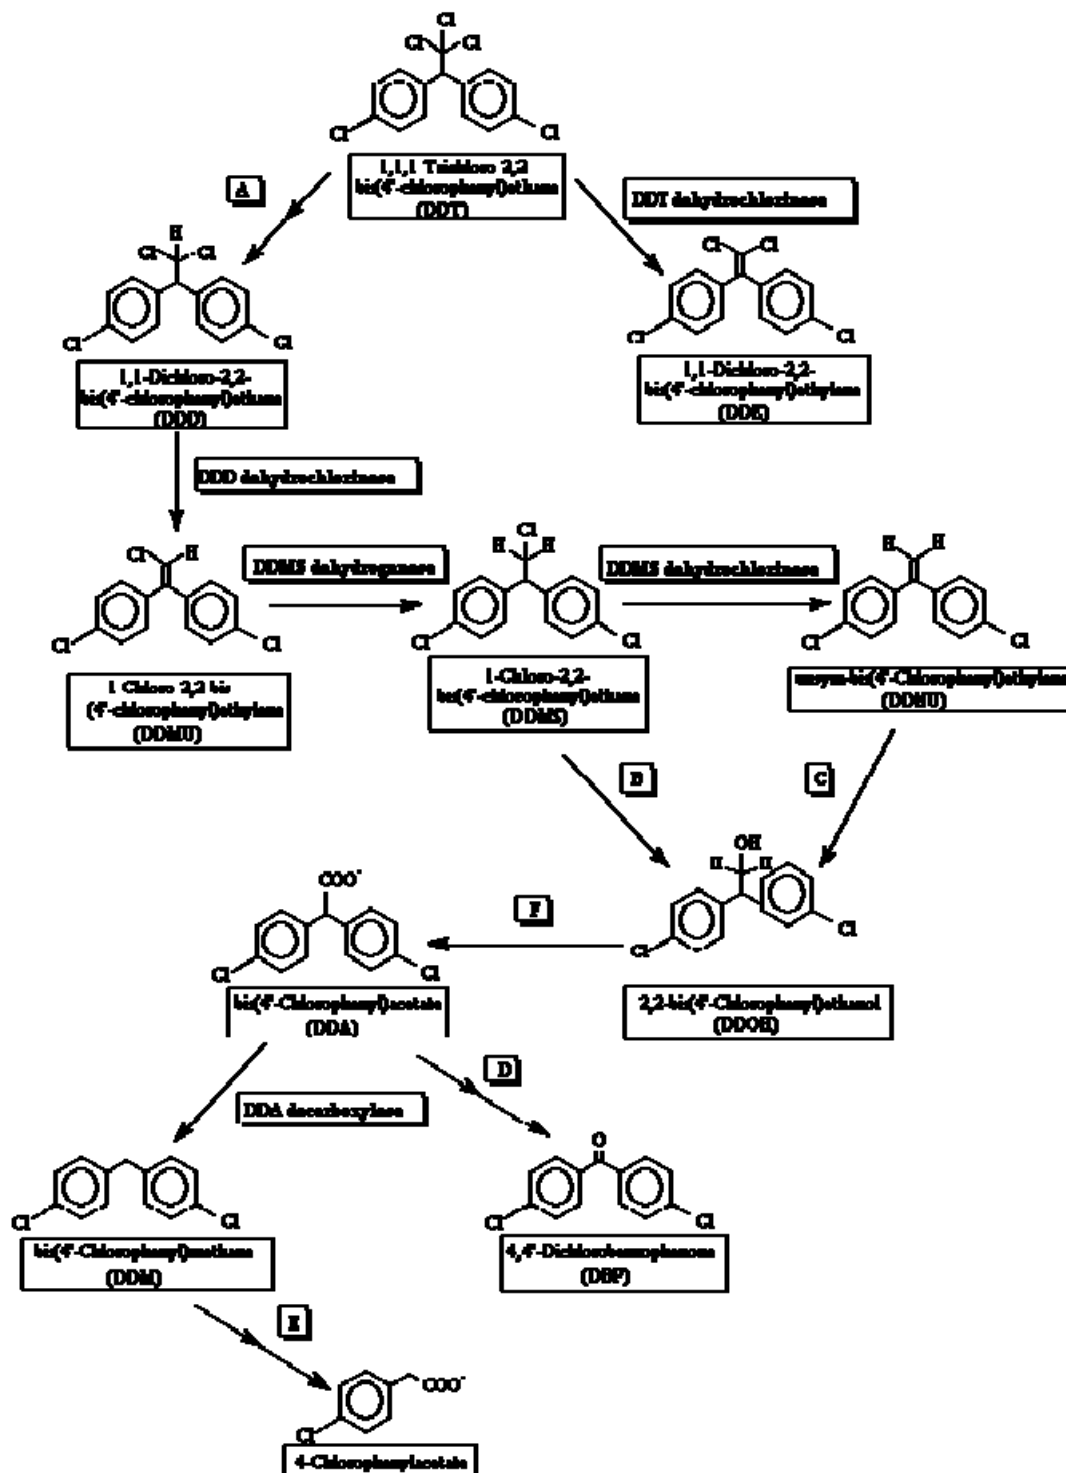 Cl
Cl Cl
Cl Cl
1,1,1 Trichloro 2,2
bis(4'-chlorophenyl)ethane
(DDT)
A
DDT dehydrochlorinase
H
Cl Cl
Cl Cl
1,1-Dichloro-2,2-
bis(4'-chlorophenyl)ethane
(DDD)
Cl Cl
Cl Cl
1,1-Dichloro-2,2-
bis(4'-chlorophenyl)ethylene
(DDE)
DDD dehydrochlorinase
Cl H
Cl Cl
1 Chloro 2,2 bis
(4'-chlorophenyl)ethylene
(DDMU)
DDMS dehydrogenase
Cl
H H
Cl Cl
1-Chloro-2,2-
bis(4'-chlorophenyl)ethane
(DDMS)
DDMS dehydrochlorinase
H H
Cl Cl
unsym-bis(4'-Chlorophenyl)ethylene
(DDNU)
B
C
OH
H H
Cl Cl
2,2-bis(4'-Chlorophenyl)ethanol
(DDOH)
F
COO-
Cl Cl
bis(4'-Chlorophenyl)acetate
(DDA)
DDA decarboxylase
D
Cl Cl
bis(4'-Chlorophenyl)methane
(DDM)
O
Cl Cl
4,4'-Dichlorobenzophenone
(DBP)
E
COO-
Cl
4-Chlorophenylacetate